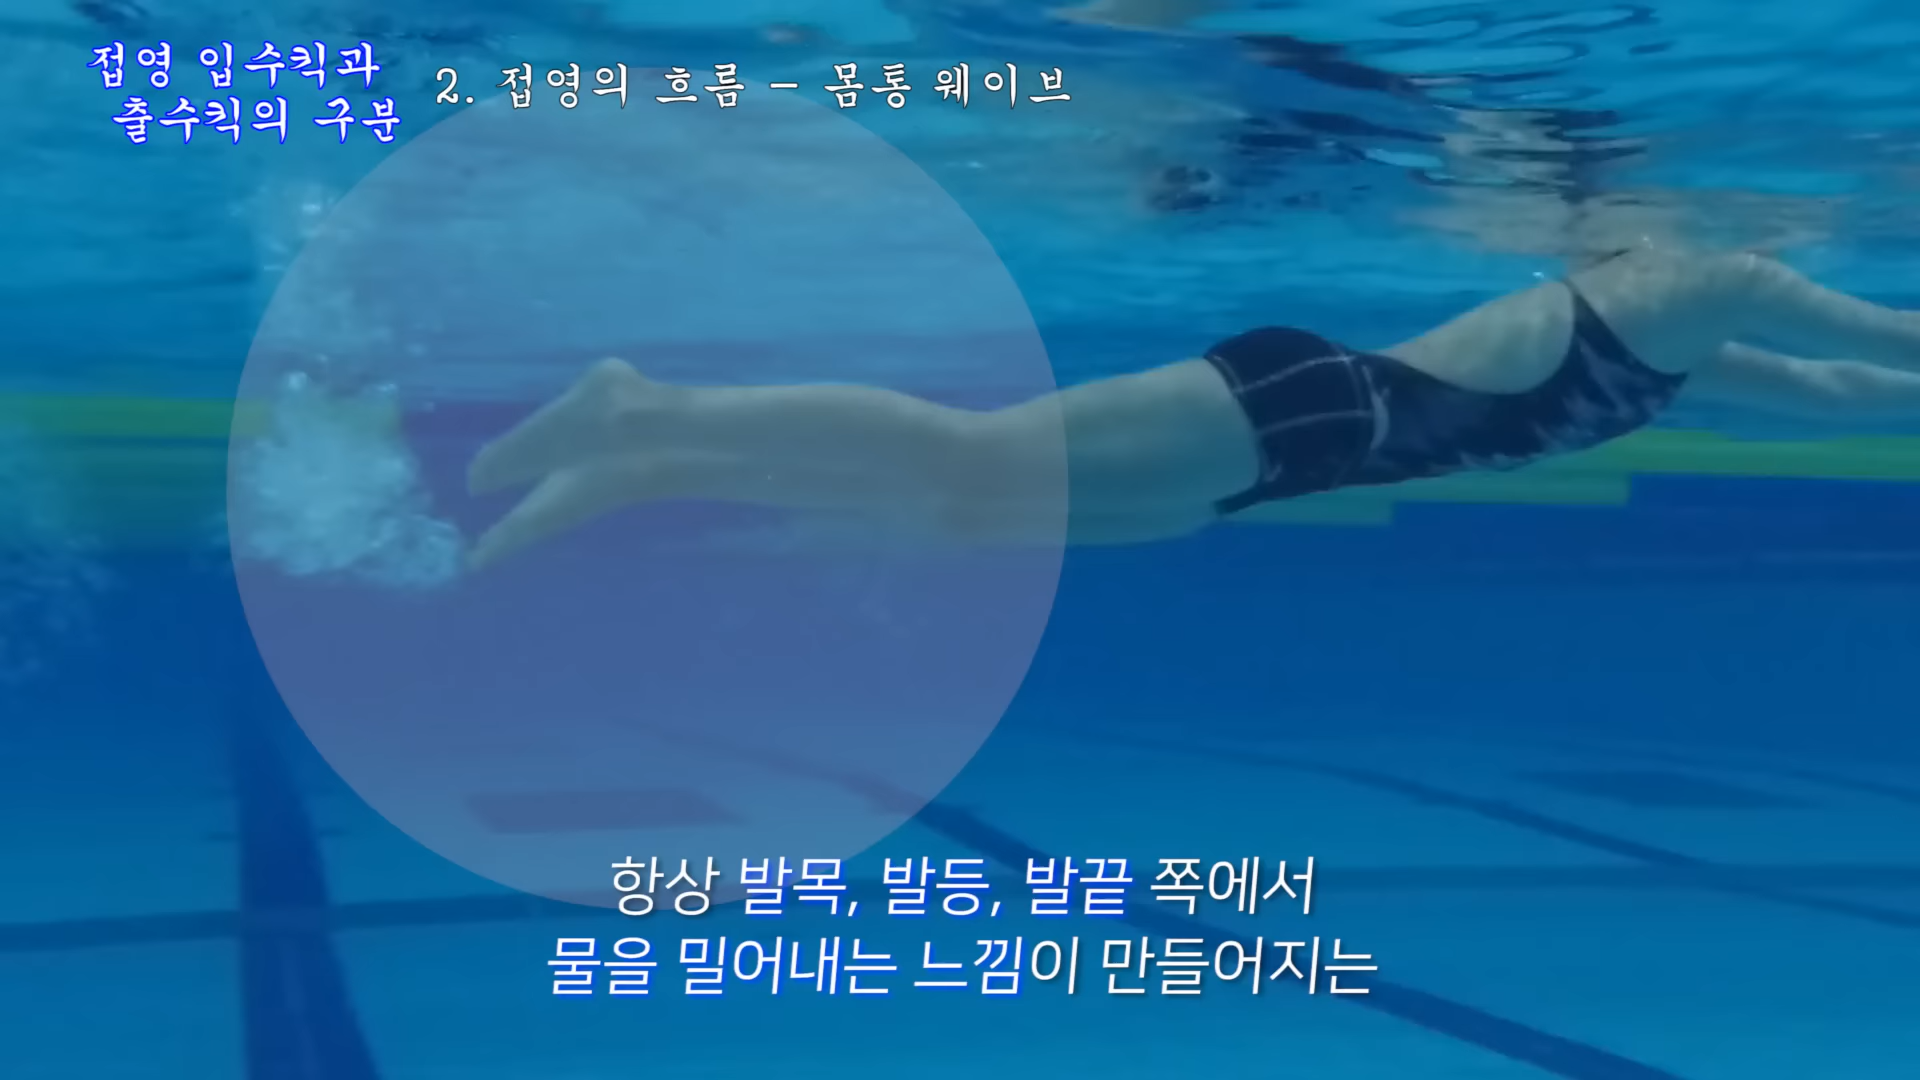 접영 입수킥과
출수킥의 구분
2. 접영의 흐름 - 몸통 웨이브
항상 발목, 발등, 발끝 쪽에서
물을 밀어내는 느낌이 만들어지는